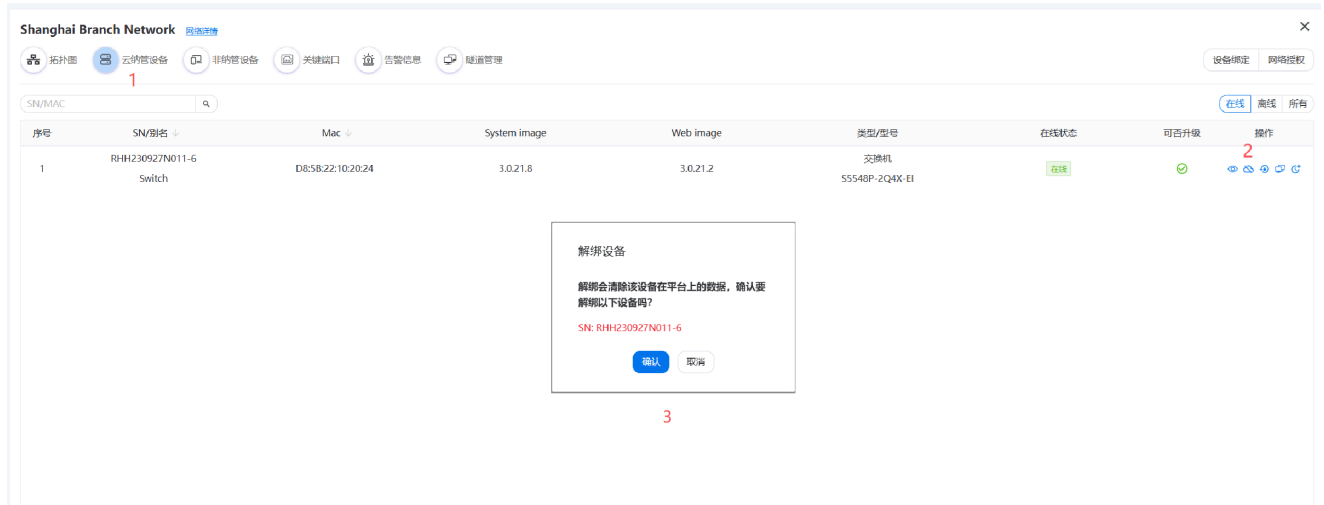 Shanghai Branch Network 网络详情
拓扑图 云纳管设备 非纳管设备 关键端口 告警信息 隧道管理 设备绑定 网络授权
1
SN/MAC 在线 离线 所有
序号 SN/别名 Mac System image Web image 类型/型号 在线状态 可否升级 操作
2
1 RHH230927N011-6 D8:5B:22:10:20:24 3.0.21.8 3.0.21.2 交换机 在线
Switch S5548P-2Q4X-EI
解绑设备
解绑会清除该设备在平台上的数据，确认要
解绑以下设备吗？
SN: RHH230927N011-6
确认 取消
3